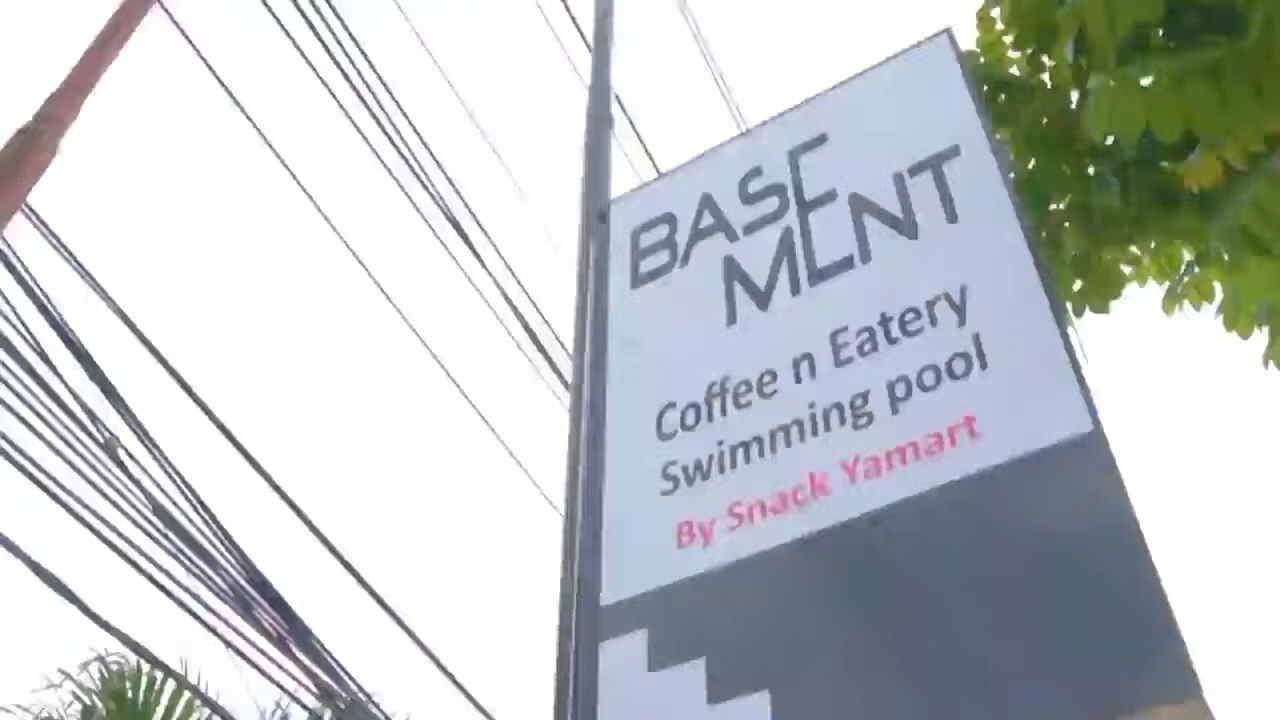 BASE
MENT
Coffee n Eatery
Swimming pool
By Snack Yamart